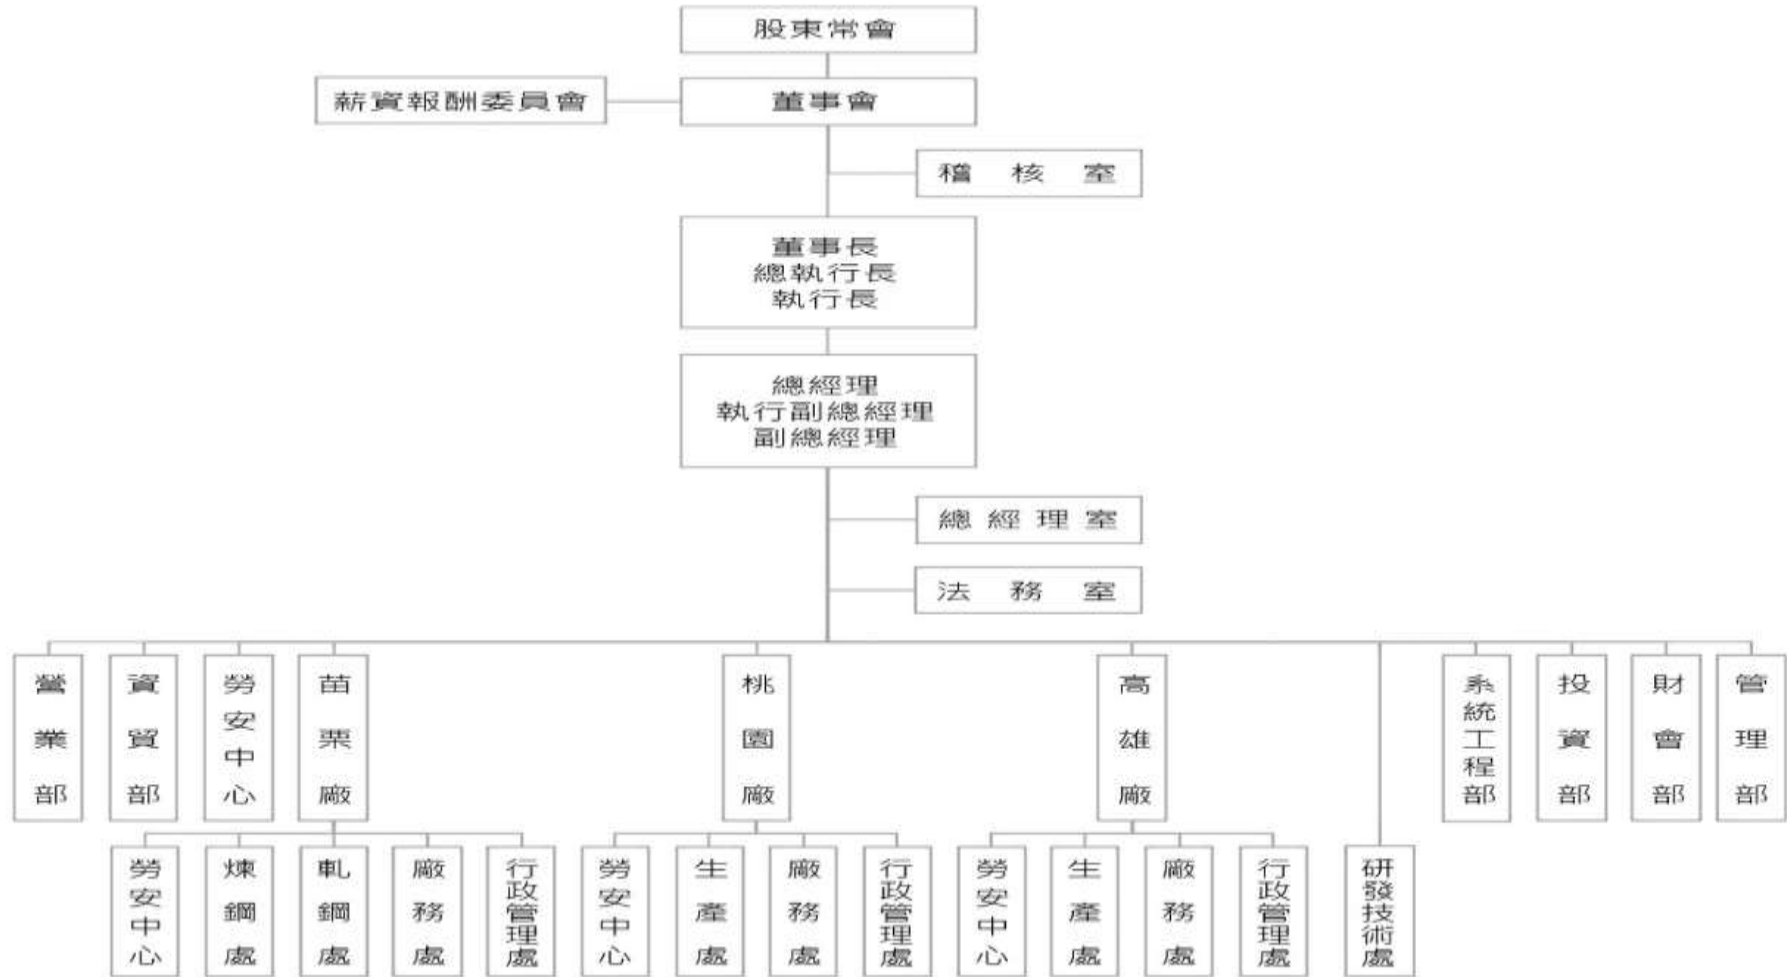 股東常會
薪資報酬委員會
董事會
稽核室
董事長
總執行長
執行長
總經理
執行副總經理
副總經理
總經理室
法務室
營業部
資貿部
勞安中心
苗栗廠
桃園廠
高雄廠
系統工程部
投資部
財會部
管理部
勞安中心
煉鋼處
軋鋼處
廠務處
行政管理處
勞安中心
生產處
廠務處
行政管理處
勞安中心
生產處
廠務處
行政管理處
研發技術處